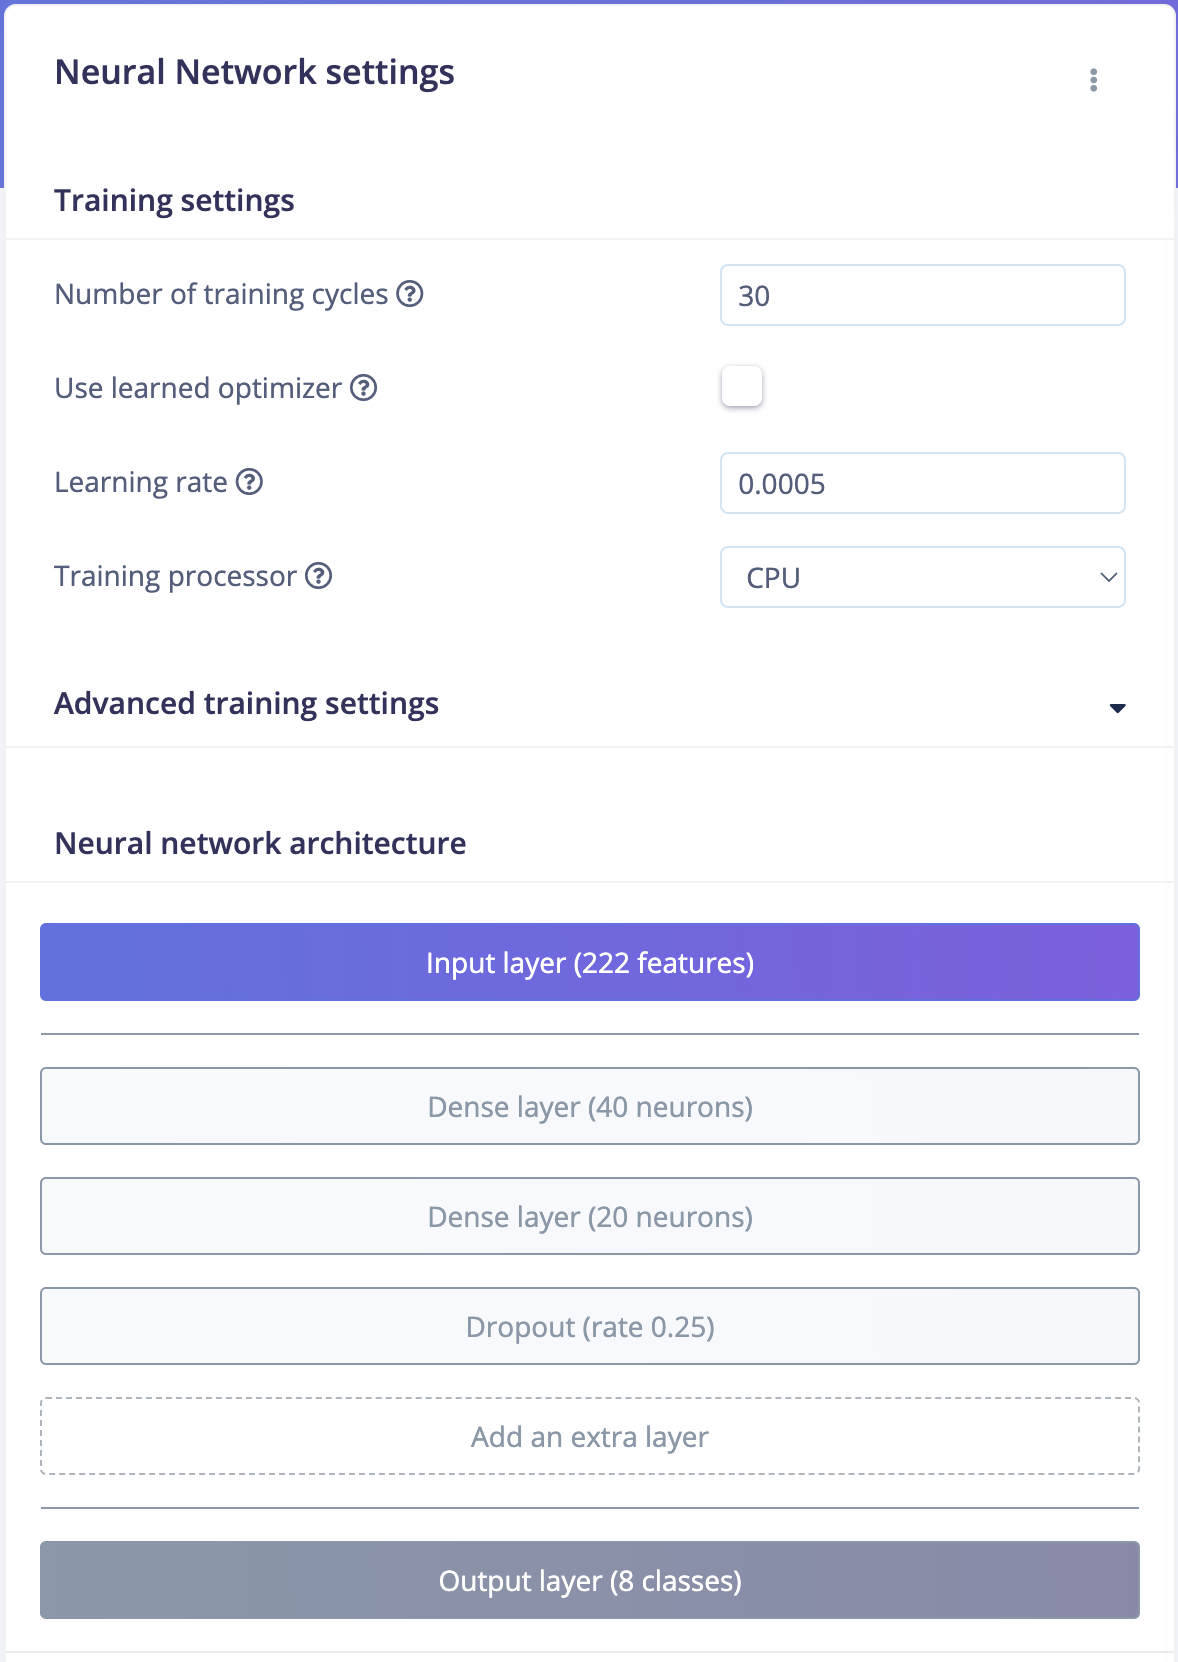 Neural Network settings
Training settings
Number of training cycles
30
Use learned optimizer
Learning rate
0.0005
Training processor
CPU
Advanced training settings
Neural network architecture
Input layer (222 features)
Dense layer (40 neurons)
Dense layer (20 neurons)
Dropout (rate 0.25)
Add an extra layer
Output layer (8 classes)